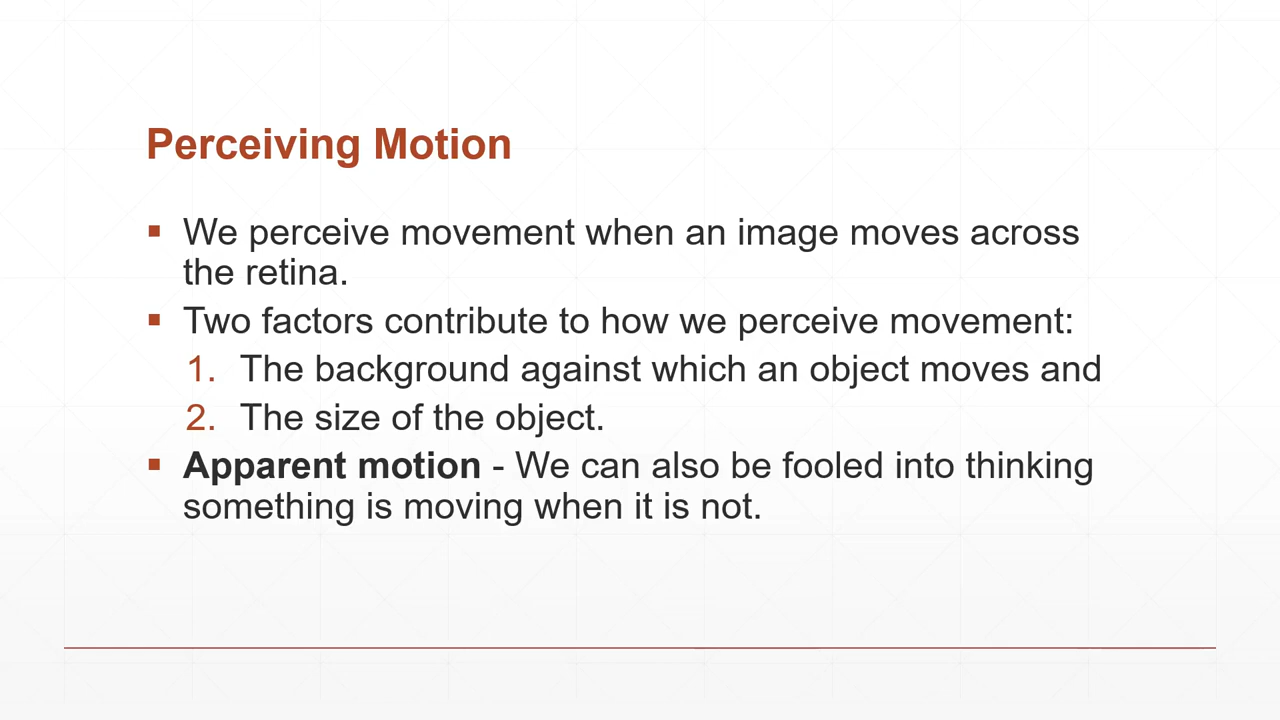 Perceiving Motion
▪ We perceive movement when an image moves across
the retina.
▪ Two factors contribute to how we perceive movement:
1. The background against which an object moves and
2. The size of the object.
▪ Apparent motion - We can also be fooled into thinking
something is moving when it is not.